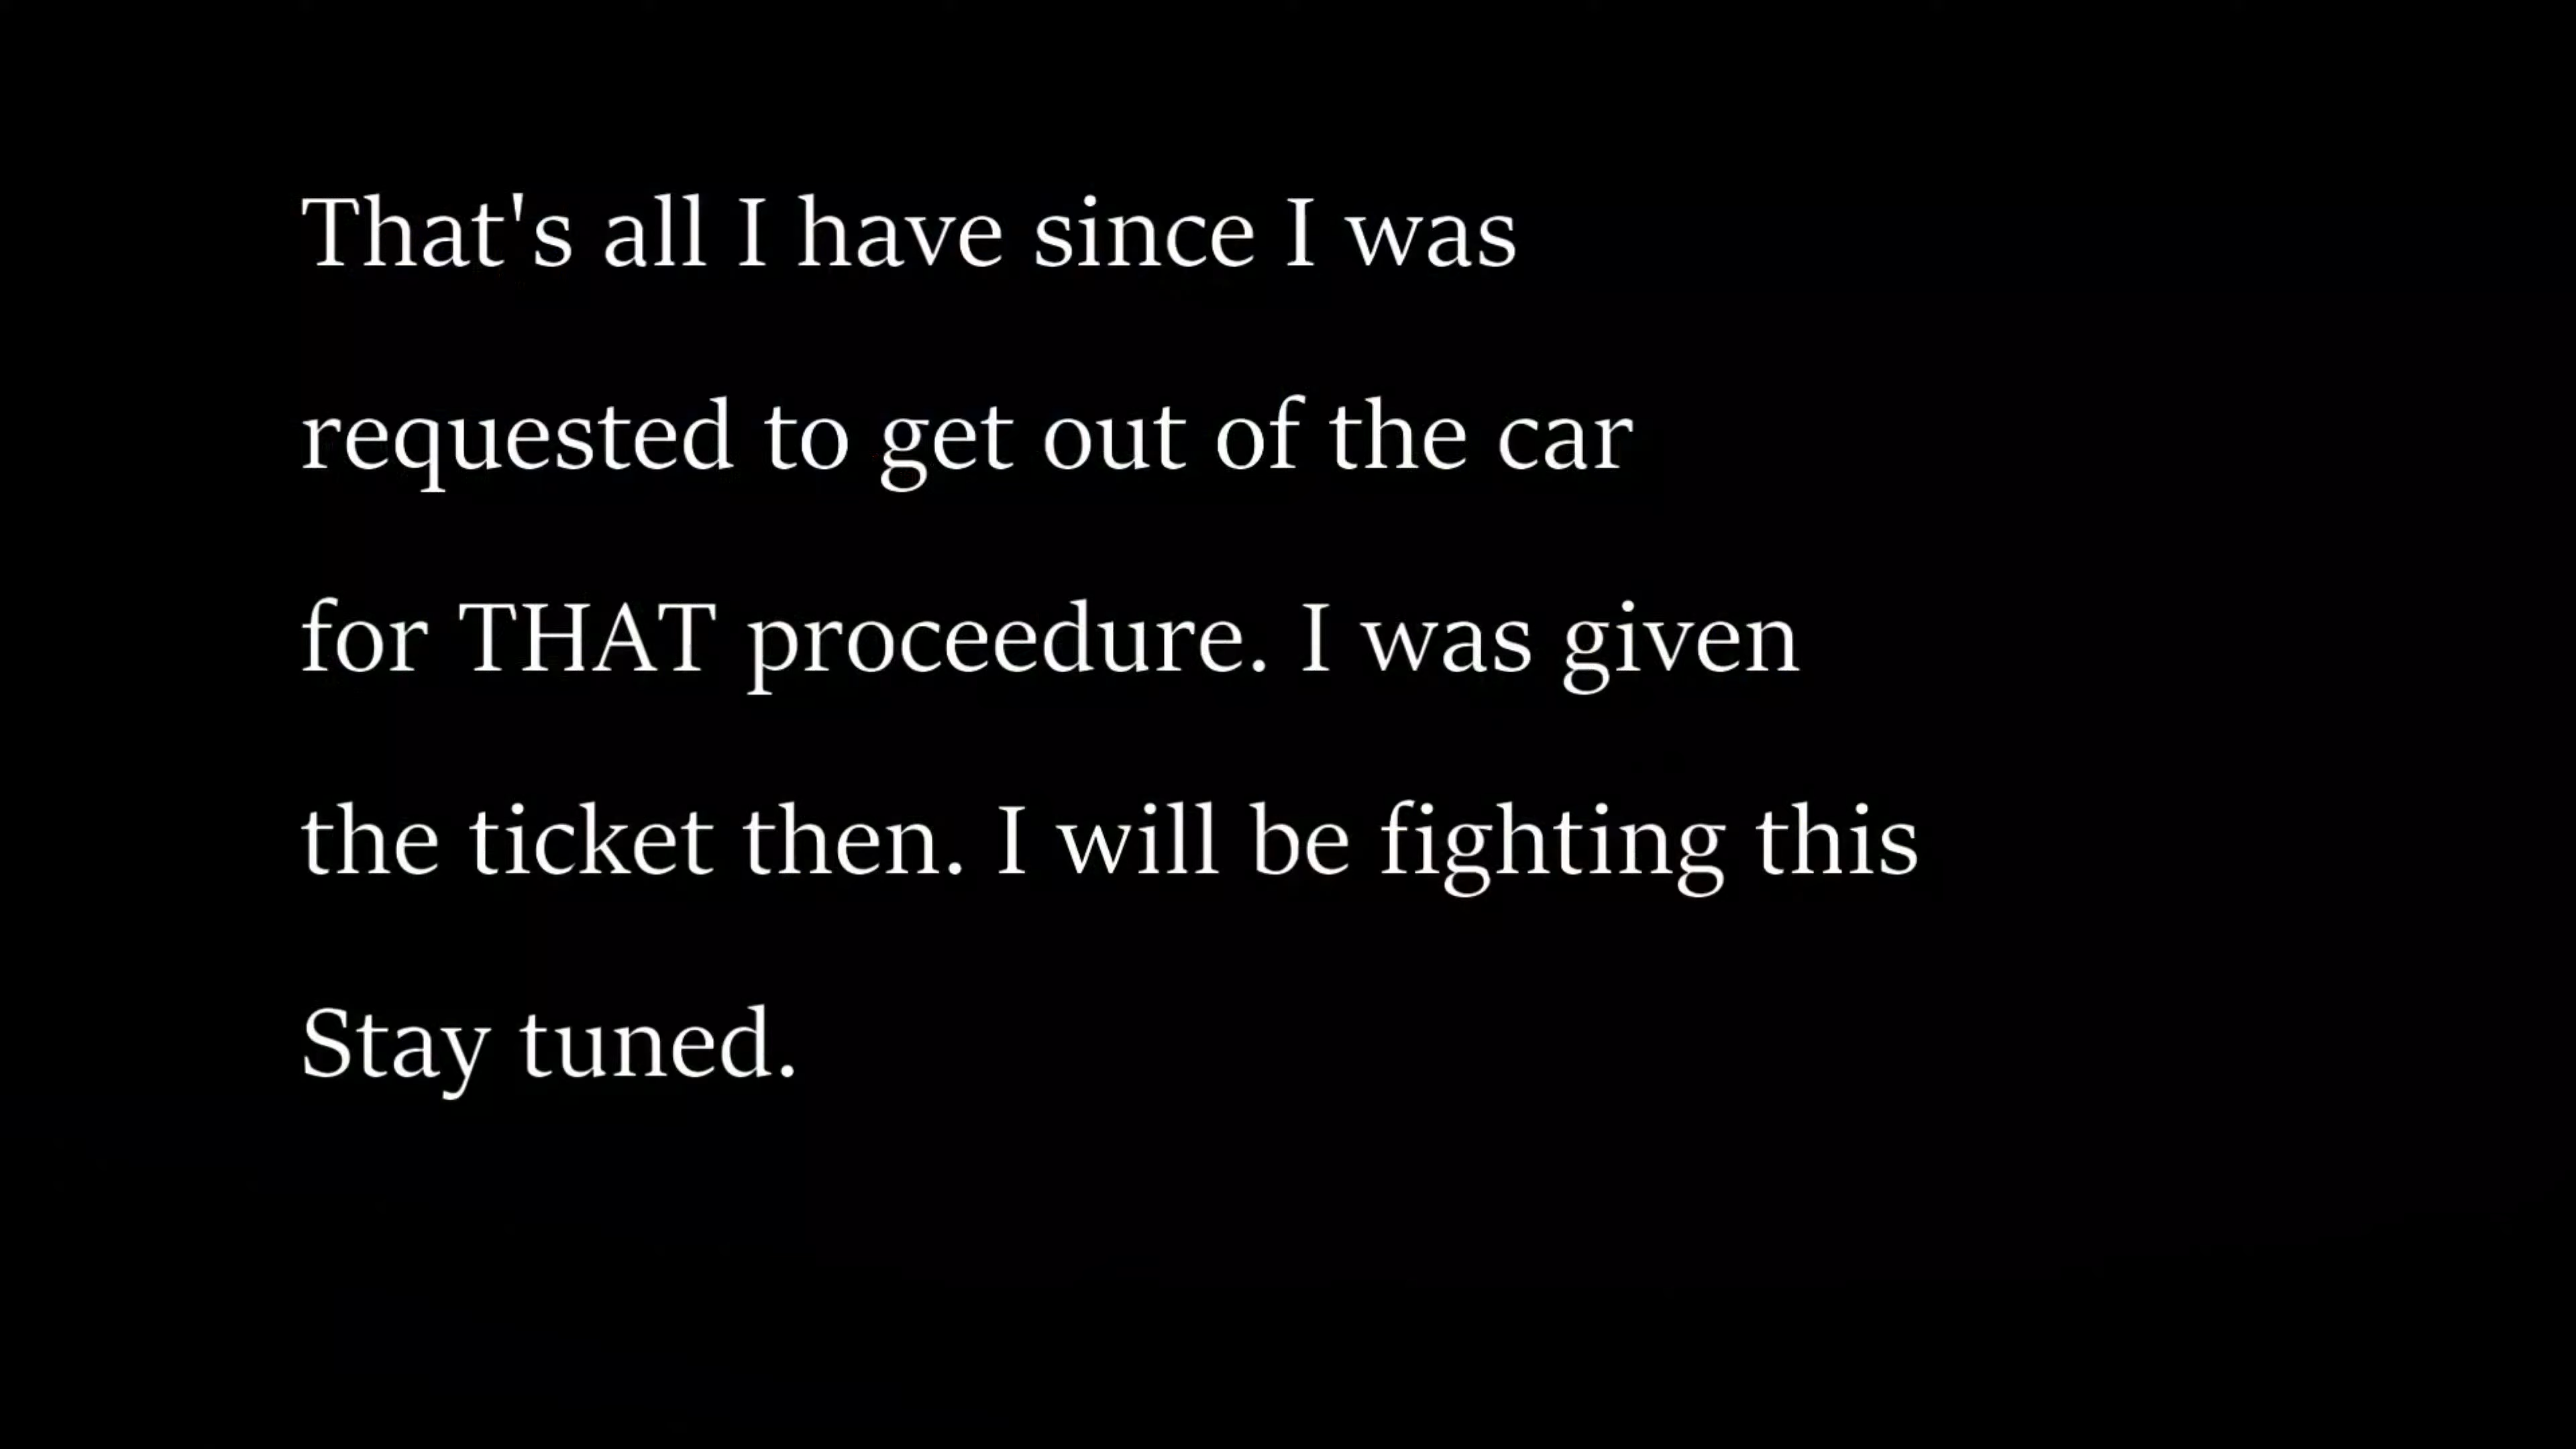 That's all I have since I was
requested to get out of the car
for THAT proceedure. I was given
the ticket then. I will be fighting this
Stay tuned.